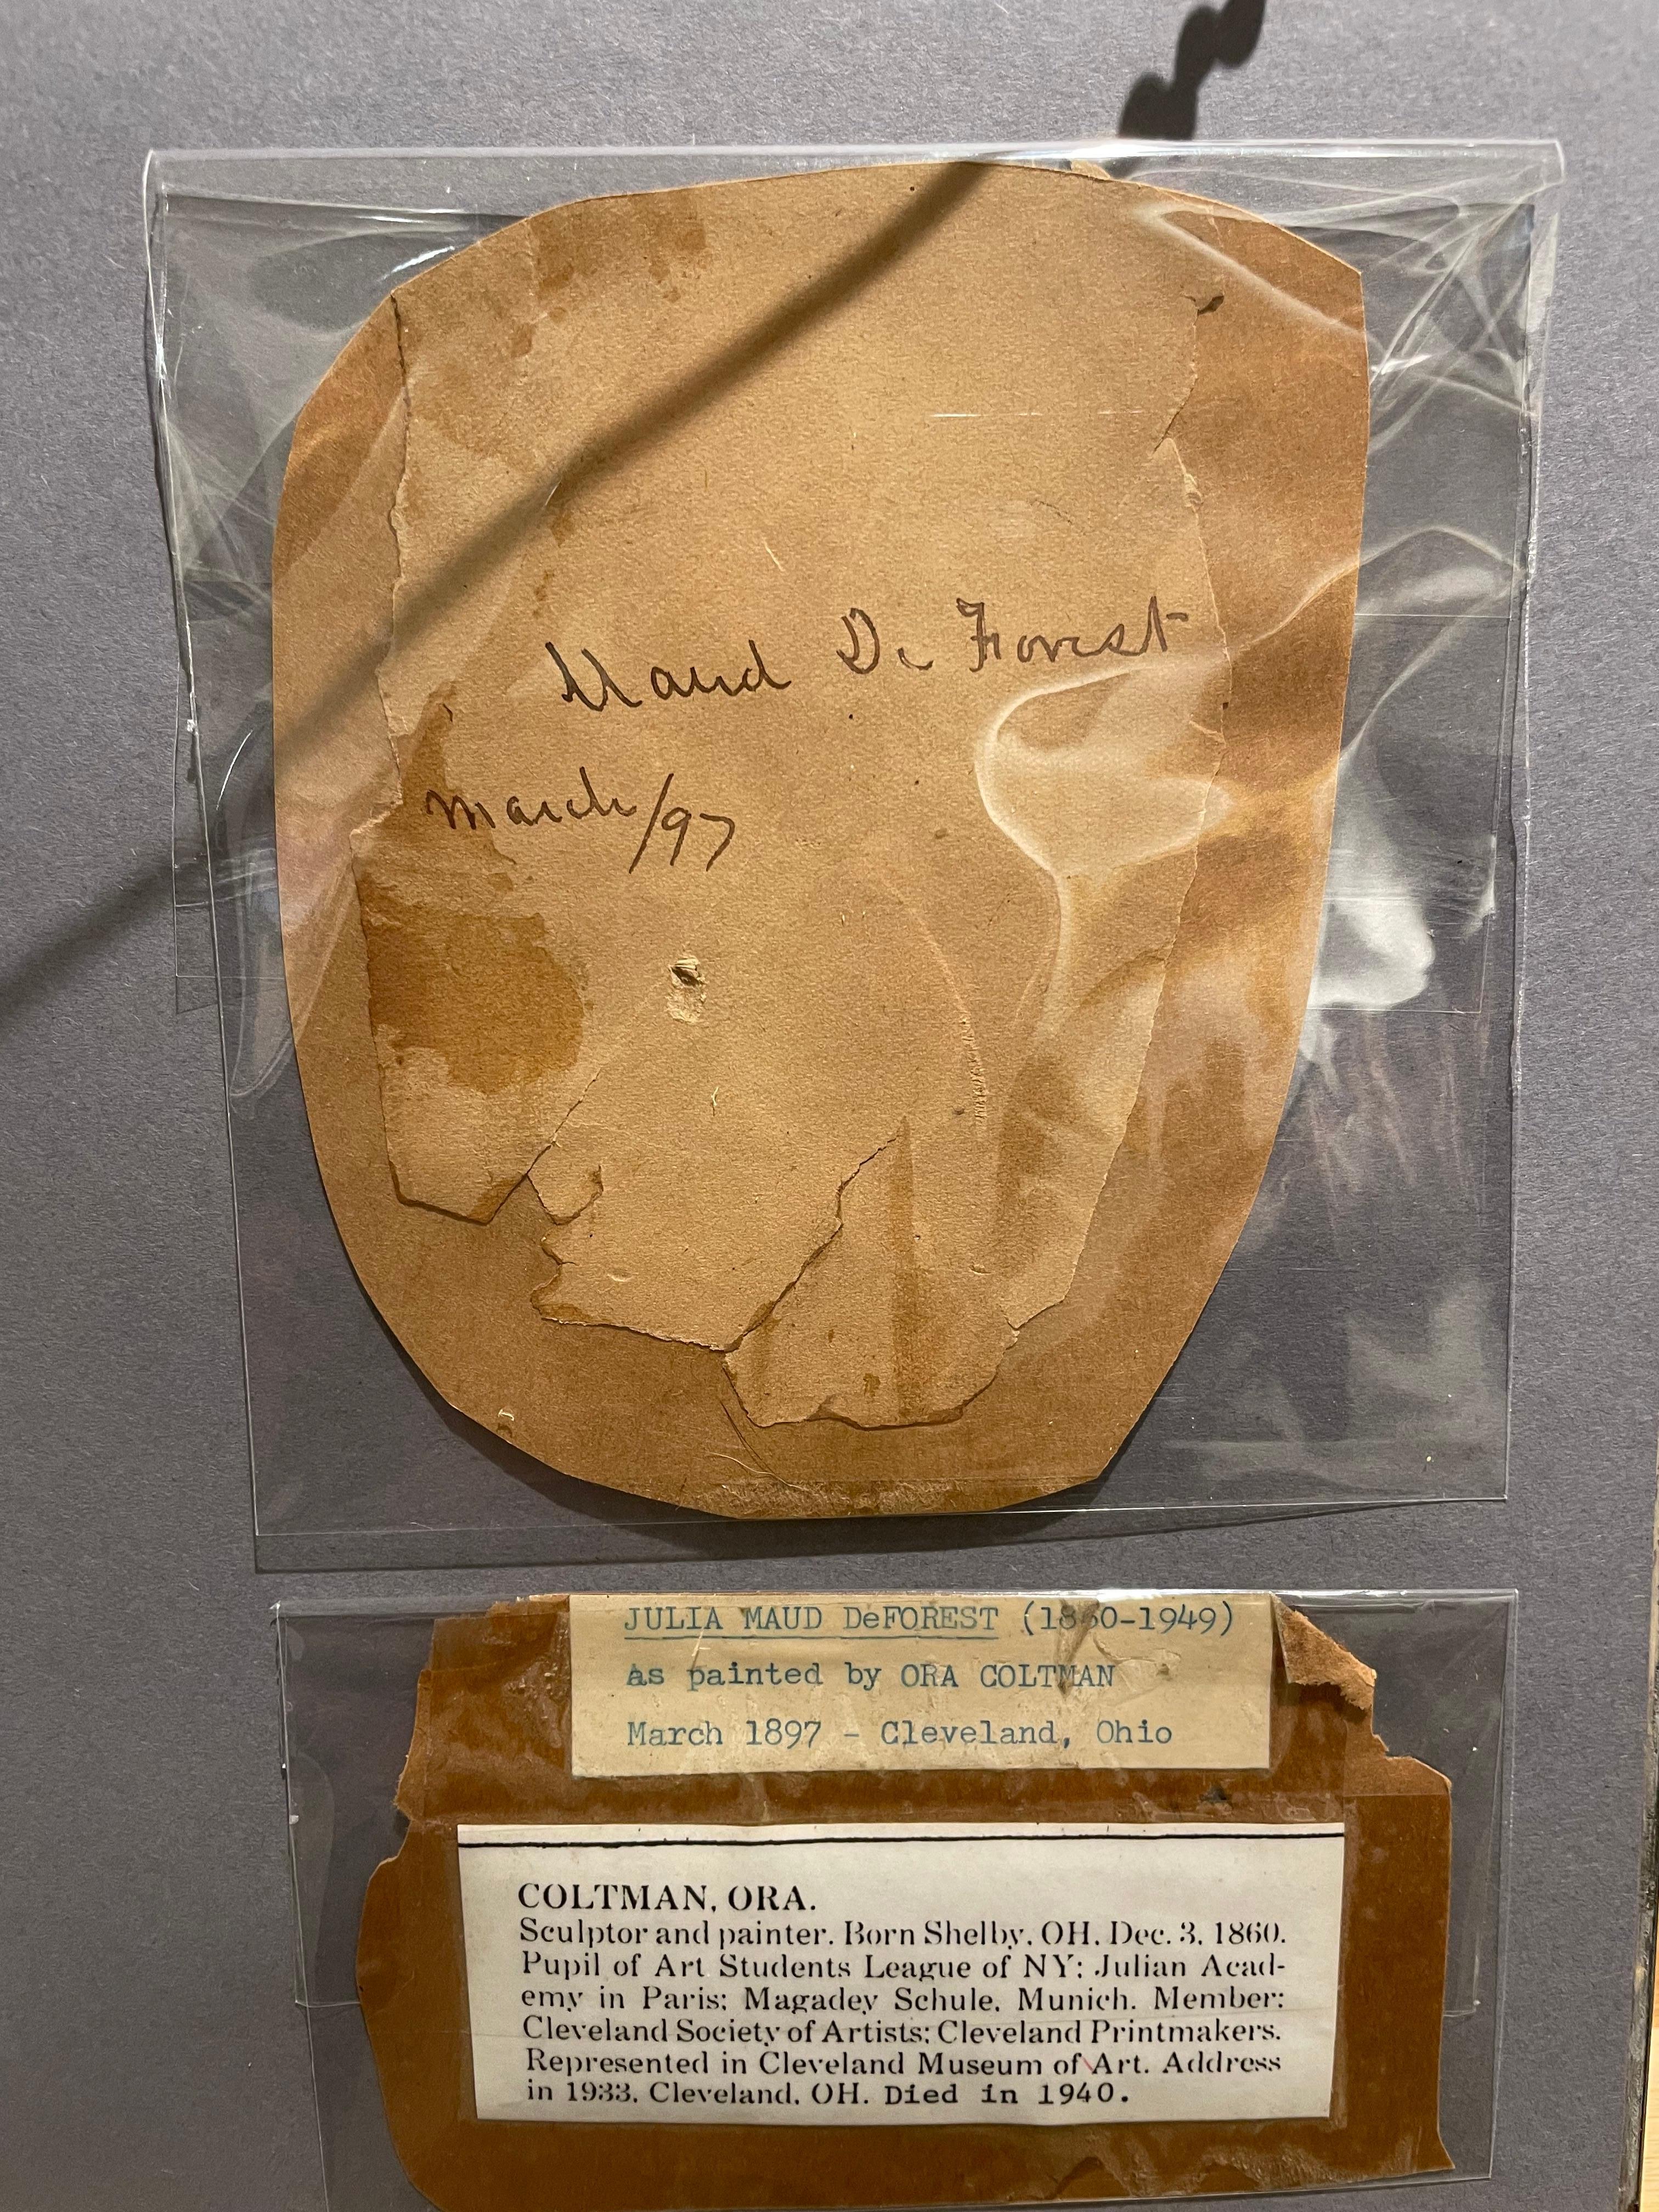 Maud De Forest
March/97
JULIA MAUD DeFOREST (1860-1949)
as painted by ORA COLTMAN
March 1897 - Cleveland, Ohio
COLTMAN, ORA.
Sculptor and painter. Born Shelby, OH, Dec. 3, 1860.
Pupil of Art Students League of NY; Julian Acad-
emy in Paris; Magadey Schule, Munich. Member:
Cleveland Society of Artists; Cleveland Printmakers.
Represented in Cleveland Museum of Art. Address
in 1933, Cleveland, OH. Died in 1940.